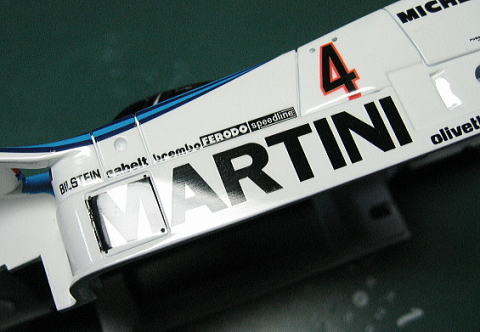 MICHE
4
BILSTEIN cabelt brembo FERODO speedline
MARTINI
olivetti